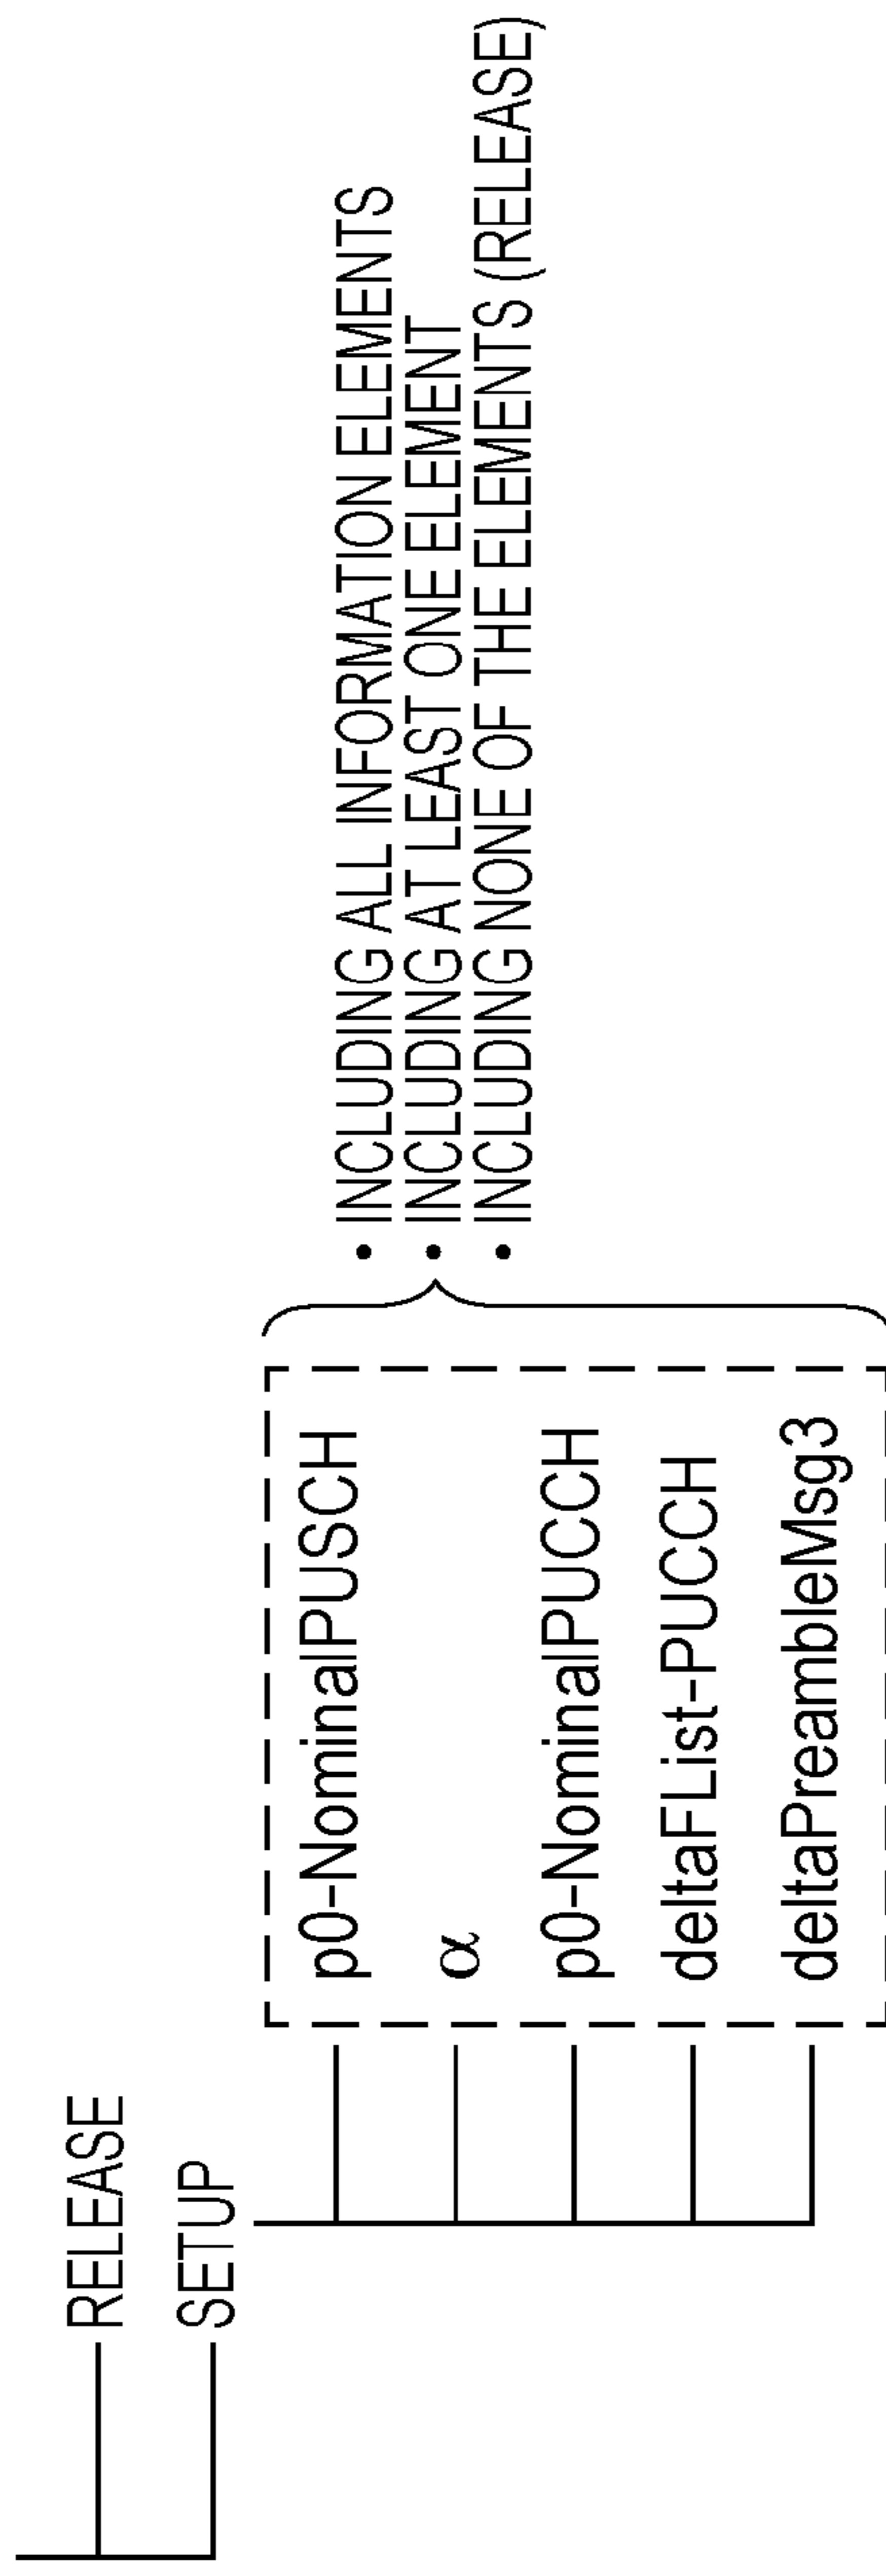 RELEASE
SETUP
p0-NominalPUSCH
α
p0-NominalPUCCH
deltaFList-PUCCH
deltaPreambleMsg3
• INCLUDING ALL INFORMATION ELEMENTS
• INCLUDING AT LEAST ONE ELEMENT
• INCLUDING NONE OF THE ELEMENTS (RELEASE)